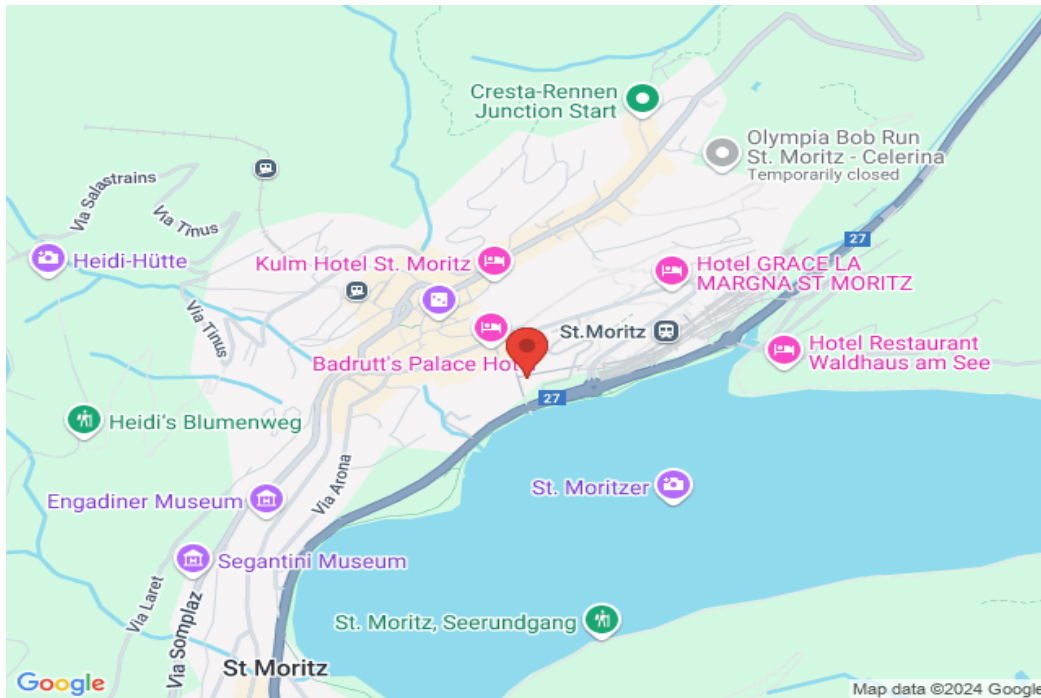 Cresta-Rennen
Junction Start
Olympia Bob Run
St. Moritz - Celerina
Temporarily closed
Via Salastrains
Via Tinus
27
Heidi-Hütte
Kulm Hotel St. Moritz
Hotel GRACE LA
MARGNA ST MORITZ
Via Tinus
St.Moritz
Hotel Restaurant
Waldhaus am See
Badrutt's Palace
27
Heidi's Blumenweg
Via Arona
St. Moritzer
Engadiner Museum
Segantini Museum
Via Laret
Via Somplaz
St. Moritz, Seerundgang
St Moritz
Google
Map data ©2024 Google